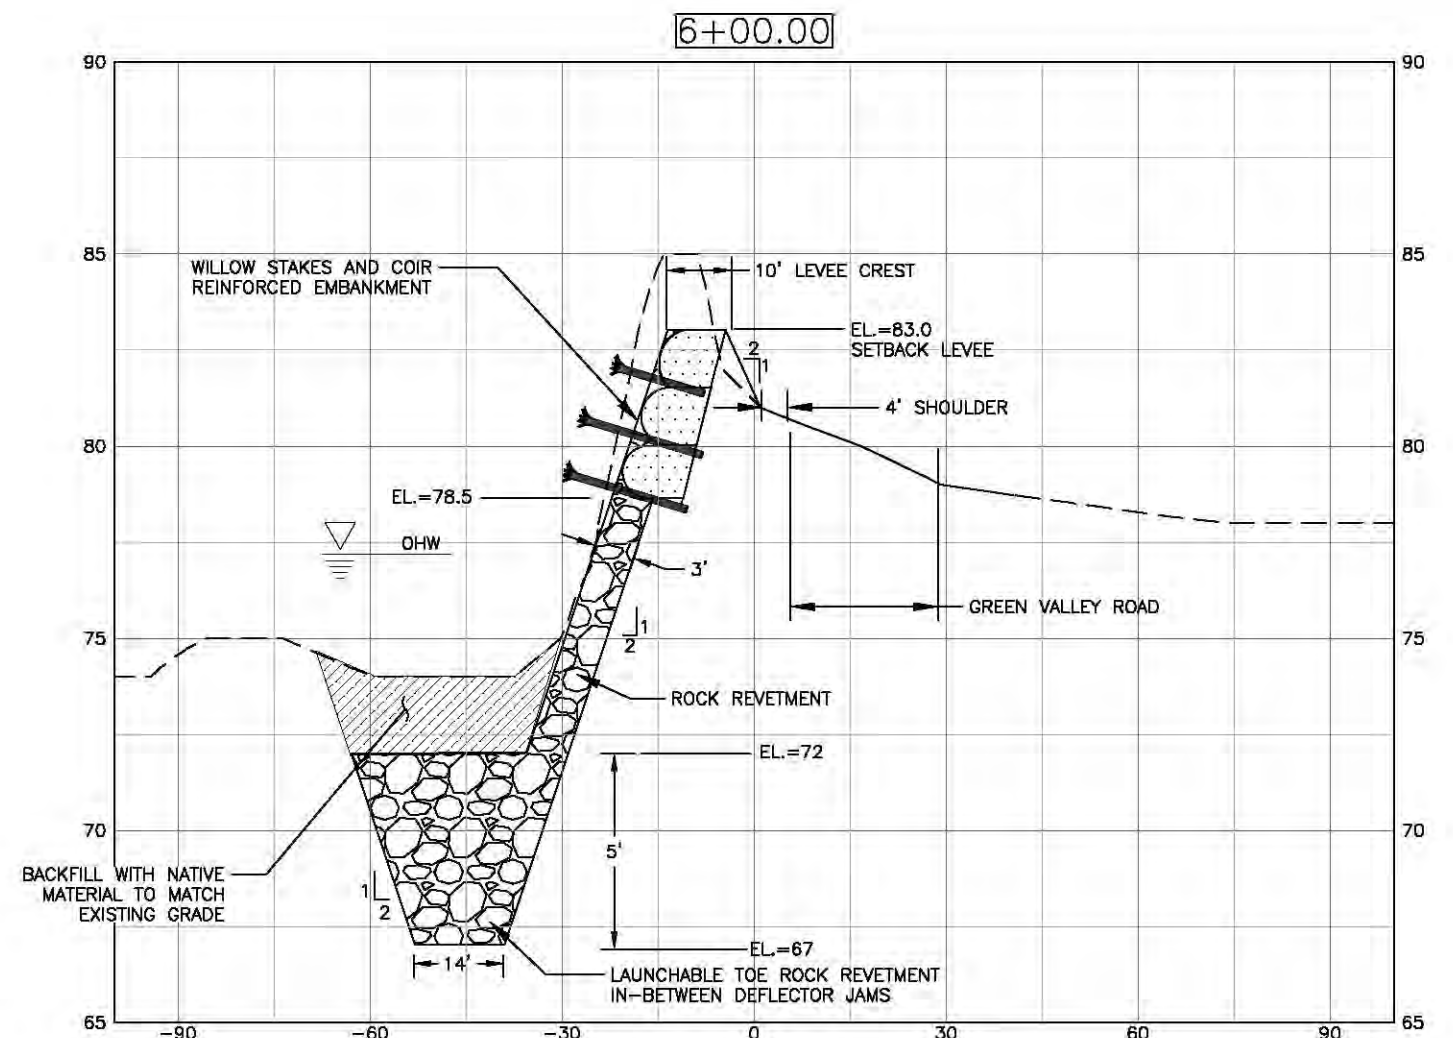 6+00.00
90
90
85
85
WILLOW STAKES AND COIR
REINFORCED EMBANKMENT
10' LEVEE CREST
EL.=83.0
SETBACK LEVEE
2
1
4' SHOULDER
80
80
EL.=78.5
OHW
3'
GREEN VALLEY ROAD
1
2
75
75
ROCK REVETMENT
EL.=72
70
70
5'
BACKFILL WITH NATIVE
MATERIAL TO MATCH
EXISTING GRADE
1
2
EL.=67
14'
LAUNCHABLE TOE ROCK REVETMENT
IN-BETWEEN DEFLECTOR JAMS
65
65
-90
-60
-30
0
30
60
90